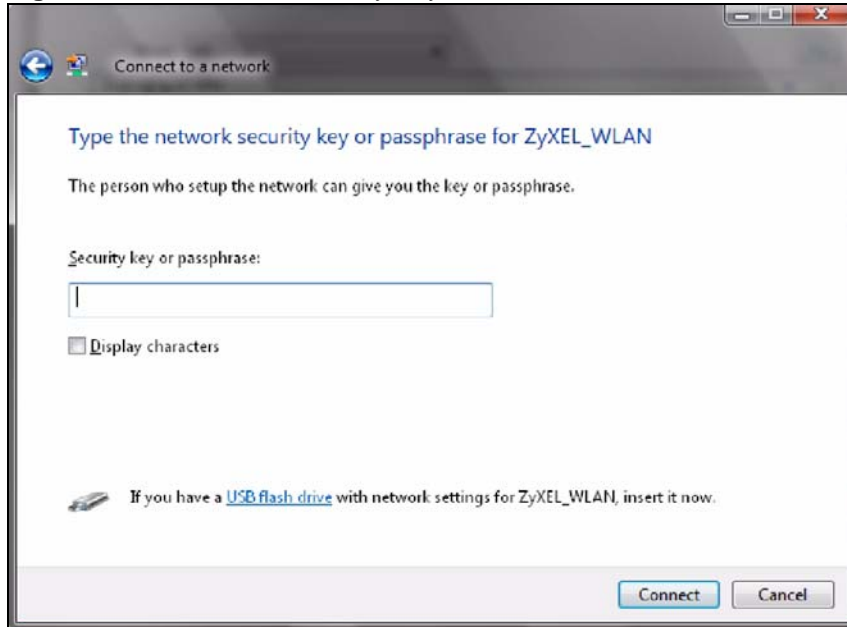 Connect to a network
Type the network security key or passphrase for ZyXEL_WLAN
The person who setup the network can give you the key or passphrase.
Security key or passphrase:
Display characters
If you have a USB flash drive with network settings for ZyXEL_WLAN, insert it now.
Connect
Cancel